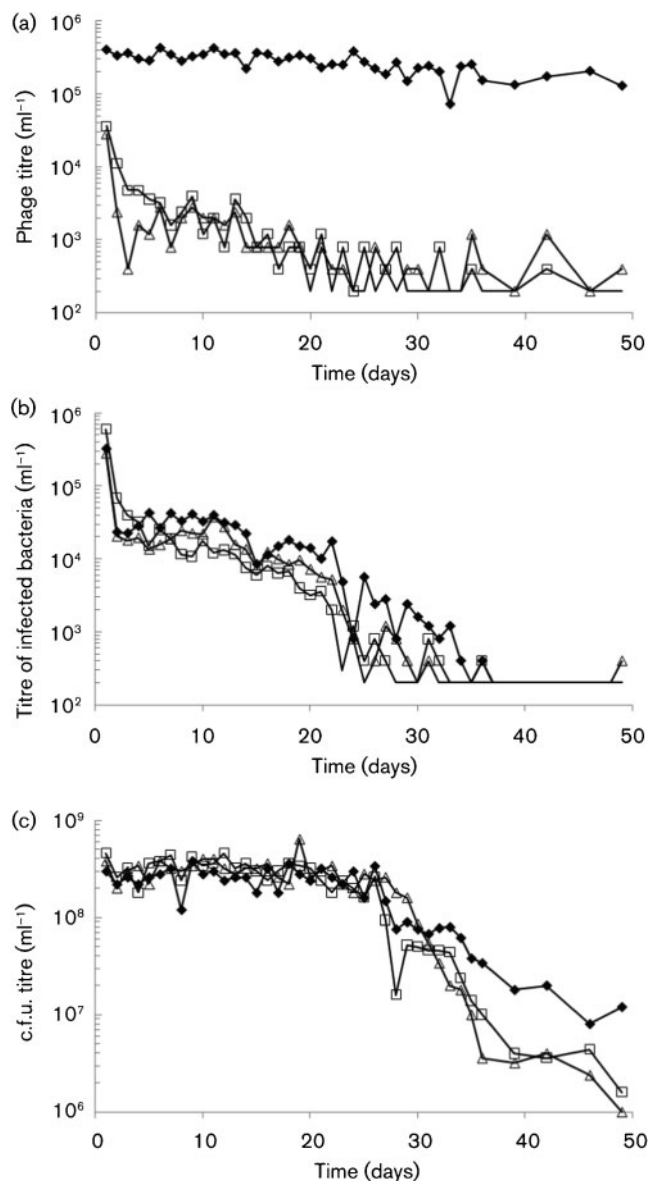 (a)
Phage titre (ml⁻¹)
10⁶
10⁵
10⁴
10³
10²
0 10 20 30 40 50
Time (days)
(b)
Titre of infected bacteria (ml⁻¹)
10⁶
10⁵
10⁴
10³
10²
0 10 20 30 40 50
Time (days)
(c)
c.f.u. titre (ml⁻¹)
10⁹
10⁸
10⁷
10⁶
0 10 20 30 40 50
Time (days)